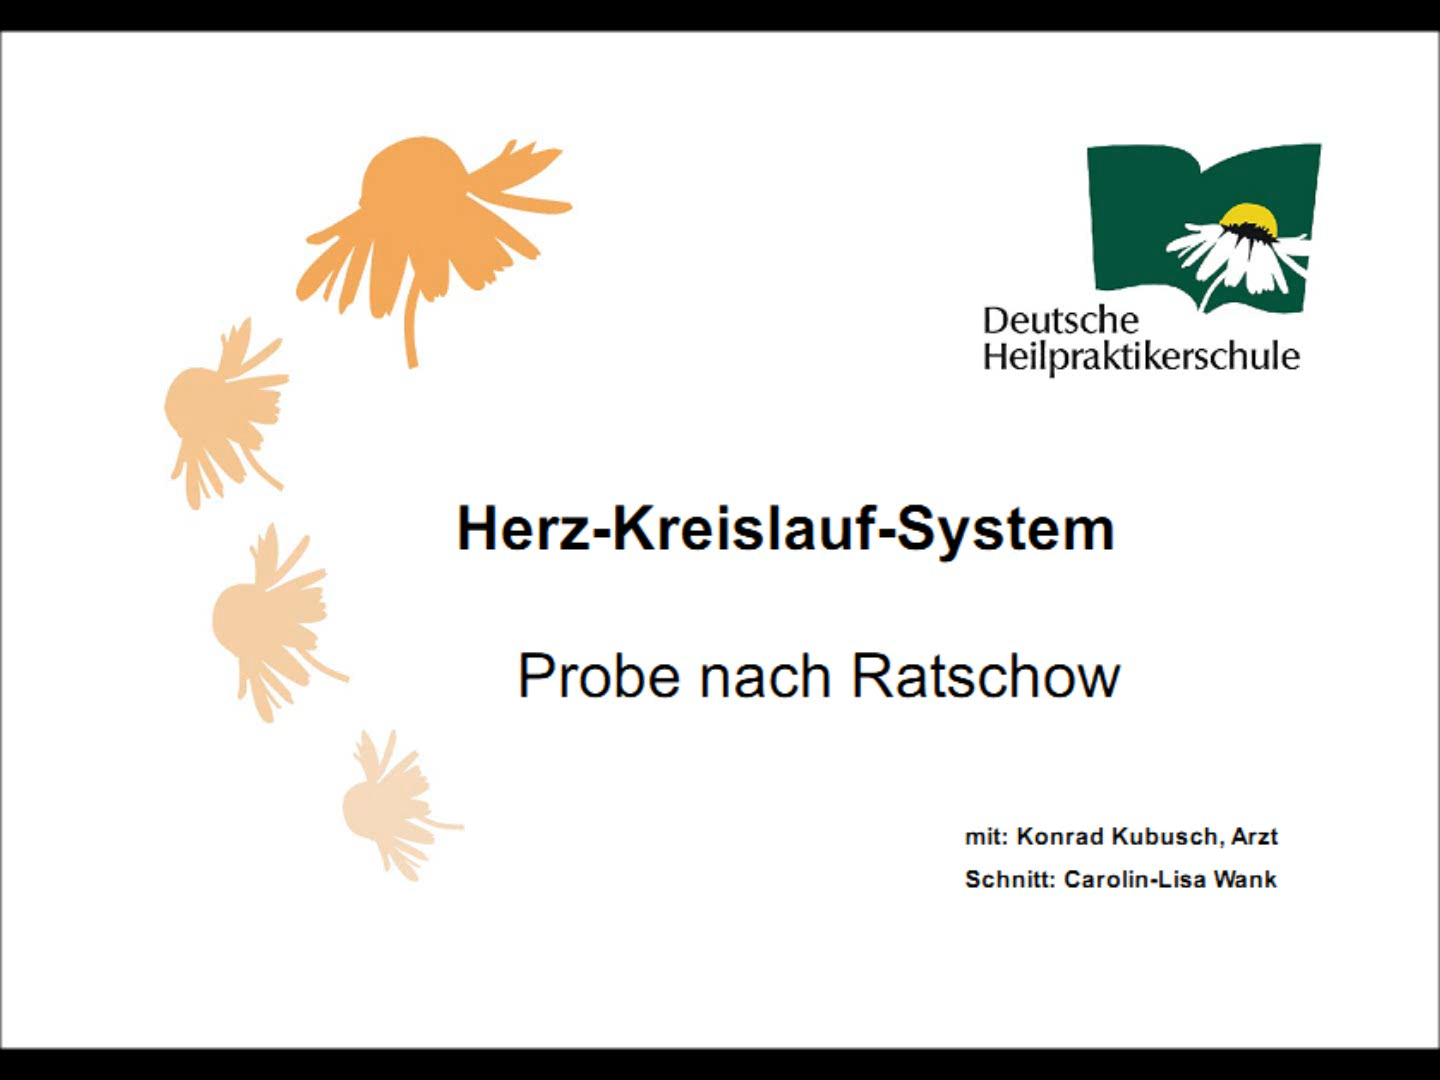 Deutsche
Heilpraktikerschule
Herz-Kreislauf-System
Probe nach Ratschow
mit: Konrad Kubusch, Arzt
Schnitt: Carolin-Lisa Wank